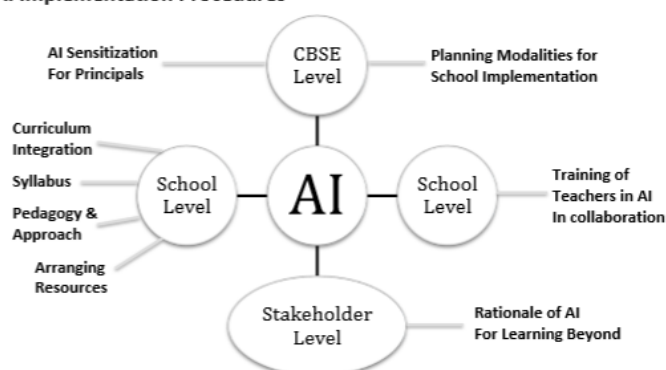 Implementation Procedures
AI Sensitization
For Principals
CBSE
Level
Planning Modalities for
School Implementation
Curriculum
Integration
Syllabus
Pedagogy &
Approach
Arranging
Resources
School
Level
AI
School
Level
Training of
Teachers in AI
In collaboration
Stakeholder
Level
Rationale of AI
For Learning Beyond